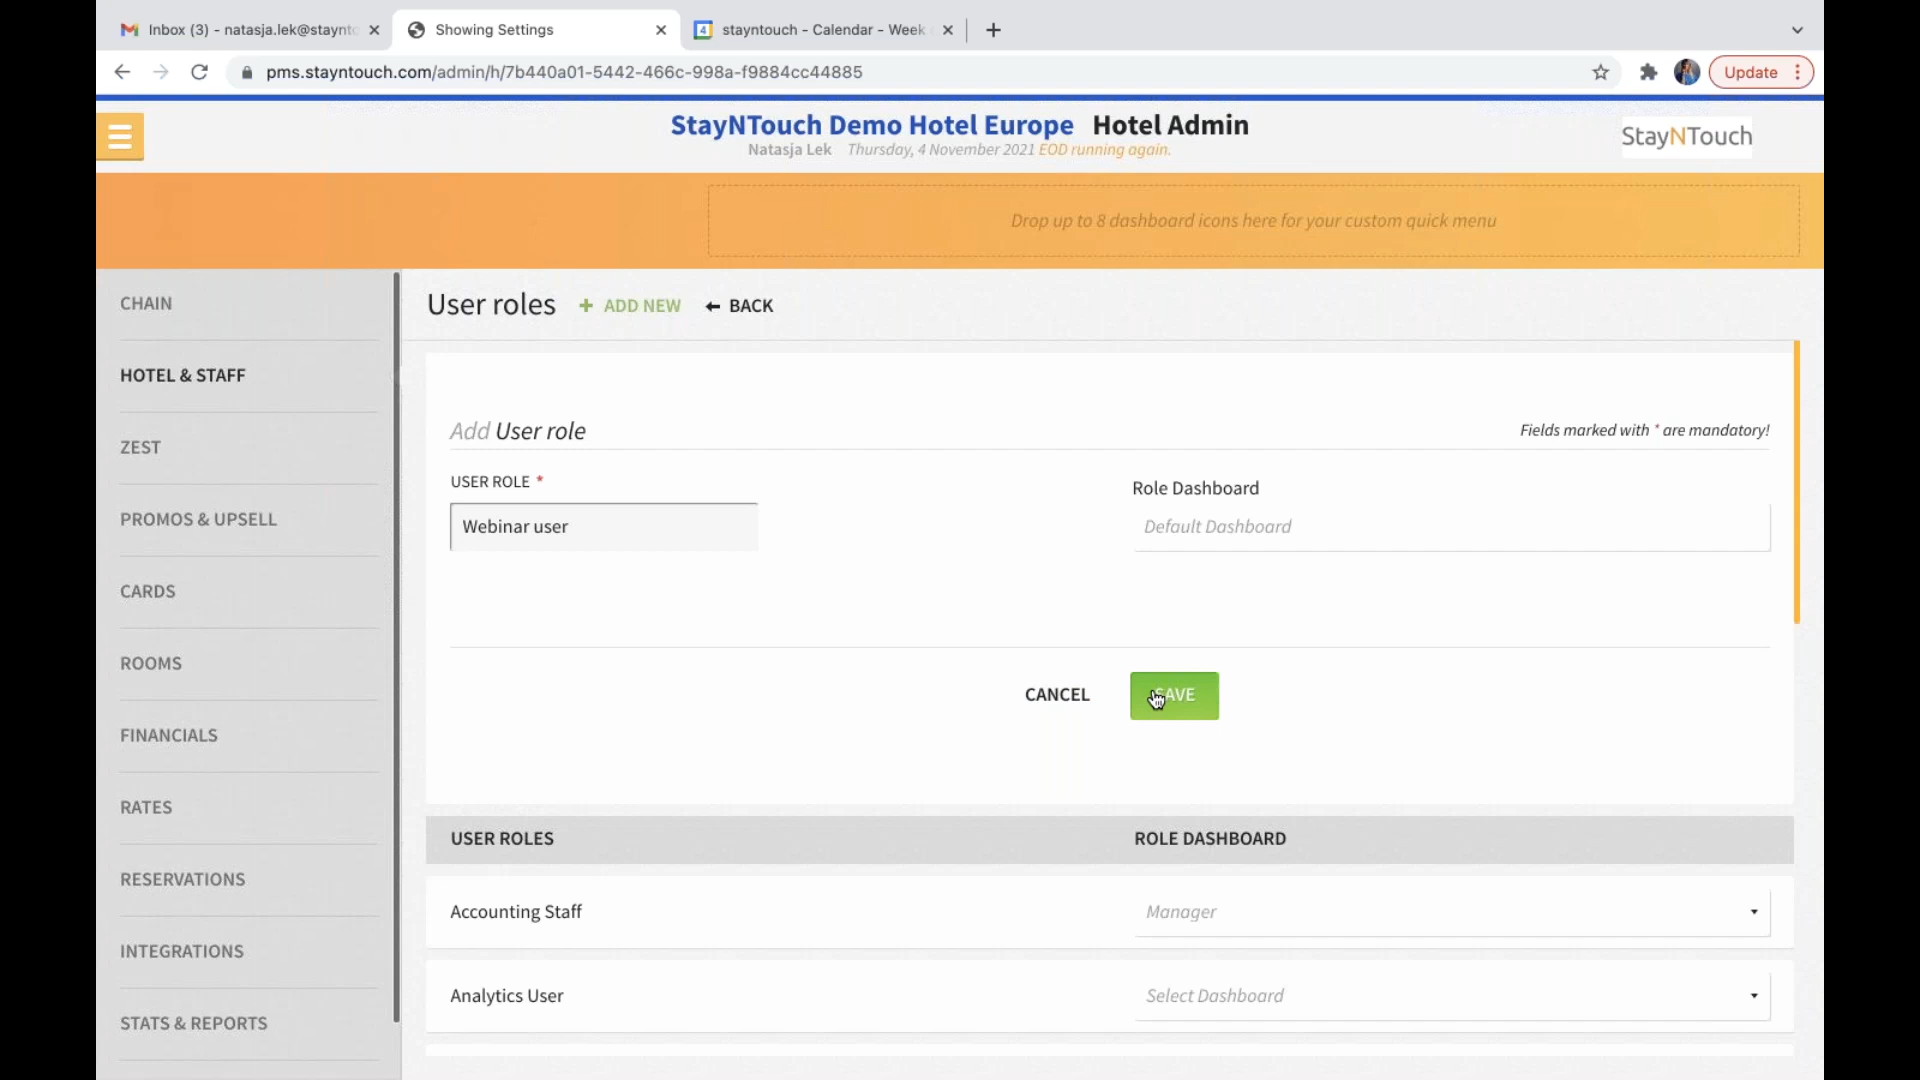 Inbox (3) - natasja.lek@staynto
Showing Settings
stayntouch - Calendar - Week
pms.stayntouch.com/admin/h/7b440a01-5442-466c-998a-f9884cc44885
Update
StayNTouch Demo Hotel Europe Hotel Admin
Natasja Lek Thursday, 4 November 2021 EOD running again.
StayNTouch
Drop up to 8 dashboard icons here for your custom quick menu
CHAIN
HOTEL & STAFF
ZEST
PROMOS & UPSELL
CARDS
ROOMS
FINANCIALS
RATES
RESERVATIONS
INTEGRATIONS
STATS & REPORTS
User roles + ADD NEW BACK
Add User role
Fields marked with * are mandatory!
USER ROLE *
Webinar user
Role Dashboard
Default Dashboard
CANCEL
SAVE
USER ROLES
ROLE DASHBOARD
Accounting Staff
Manager
Analytics User
Select Dashboard